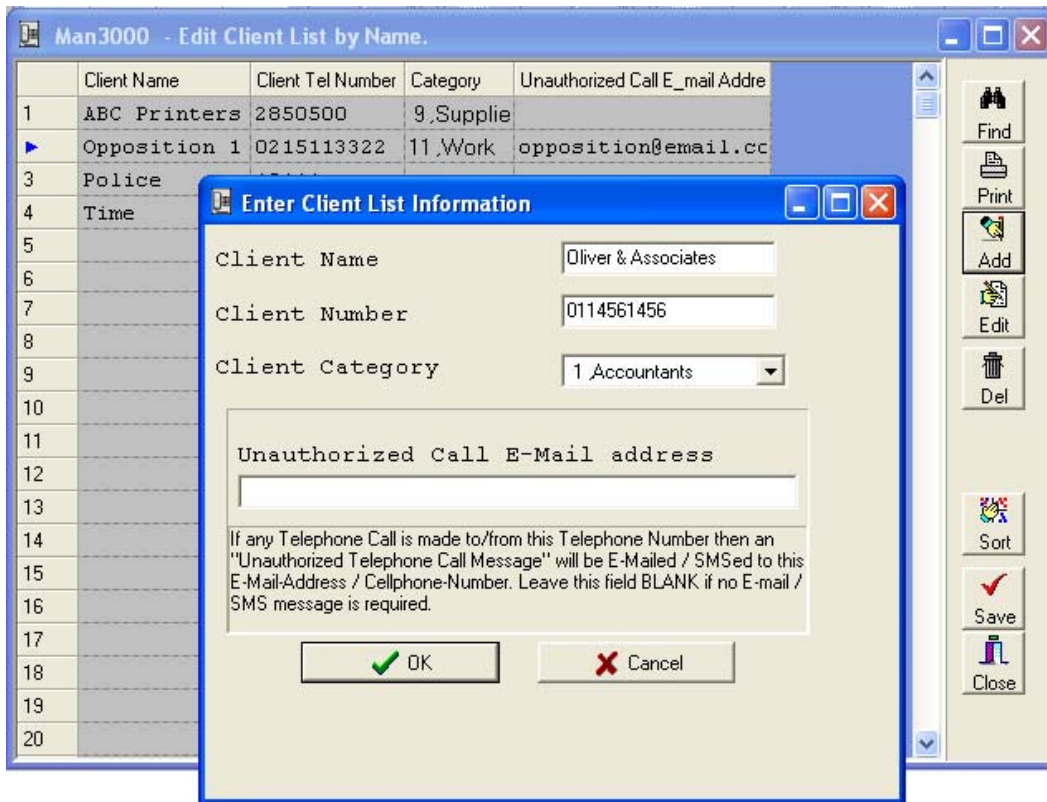 Man3000 - Edit Client List by Name.
Client Name Client Tel Number Category Unauthorized Call E_mail Addre
1 ABC Printers 2850500 9 ,Supplie
Opposition 1 0215113322 11 ,Work opposition@email.cc
3 Police
4 Time
5
6
7
8
9
10
11
12
13
14
15
16
17
18
19
20
Enter Client List Information
Client Name Oliver & Associates
Client Number 0114561456
Client Category 1 ,Accountants
Unauthorized Call E-Mail address
If any Telephone Call is made to/from this Telephone Number then an
"Unauthorized Telephone Call Message" will be E-Mailed / SMSed to this
E-Mail-Address / Cellphone-Number. Leave this field BLANK if no E-mail /
SMS message is required.
OK Cancel
Find
Print
Add
Edit
Del
Sort
Save
Close